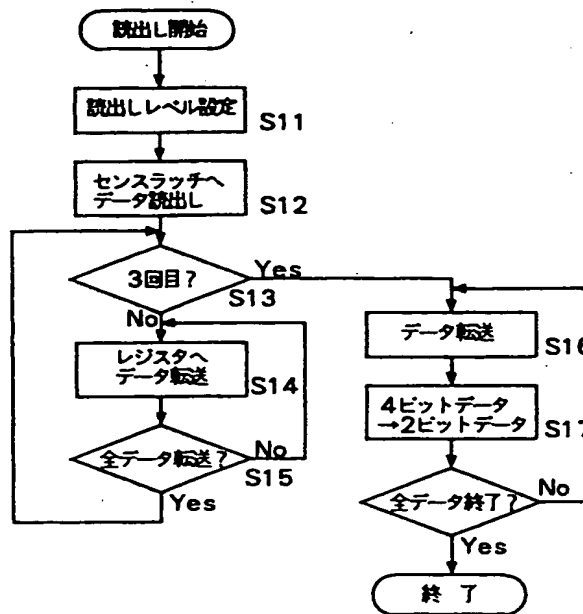 読出し開始
読出しレベル設定
S11
センスラッチへ
データ読出し
S12
3回目?
Yes
S13
No
レジスタへ
データ転送
S14
全データ転送?
No
S15
Yes
データ転送
S16
4ビットデータ
→2ビットデータ
S17
全データ終了?
No
Yes
終 了